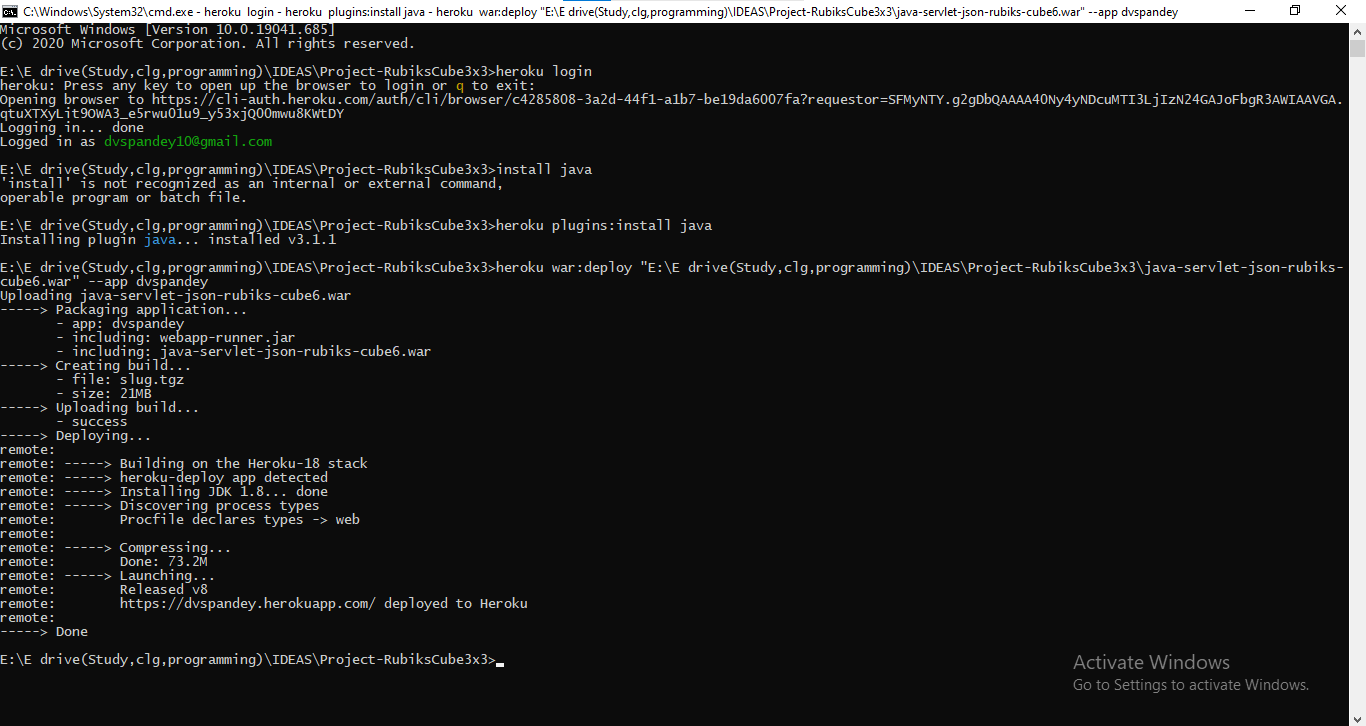 C:\Windows\System32\cmd.exe - heroku login - heroku plugins:install java - heroku war:deploy "E:\E drive(Study,clg,programming)\IDEAS\Project-RubiksCube3x3\java-servlet-json-rubiks-cube6.war" --app dvspandey
Microsoft Windows [Version 10.0.19041.685]
(c) 2020 Microsoft Corporation. All rights reserved.
E:\E drive(Study,clg,programming)\IDEAS\Project-RubiksCube3x3>heroku login
heroku: Press any key to open up the browser to login or q to exit:
Opening browser to https://cli-auth.heroku.com/auth/cli/browser/c4285808-3a2d-44f1-a1b7-be19da6007fa?requestor=SFMyNTY.g2gDbQAAAA40Ny4yNDcuMTI3LjIzN24GAJoFbgR3AWIAAVGA.
qtuXTXyLit9OWA3_e5rwu01u9_y53xjQ00mwu8KWtDY
Logging in... done
Logged in as dvspandey10@gmail.com
E:\E drive(Study,clg,programming)\IDEAS\Project-RubiksCube3x3>install java
'install' is not recognized as an internal or external command,
operable program or batch file.
E:\E drive(Study,clg,programming)\IDEAS\Project-RubiksCube3x3>heroku plugins:install java
Installing plugin java... installed v3.1.1
E:\E drive(Study,clg,programming)\IDEAS\Project-RubiksCube3x3>heroku war:deploy "E:\E drive(Study,clg,programming)\IDEAS\Project-RubiksCube3x3\java-servlet-json-rubiks-
cube6.war" --app dvspandey
Uploading java-servlet-json-rubiks-cube6.war
-----> Packaging application...
- app: dvspandey
- including: webapp-runner.jar
- including: java-servlet-json-rubiks-cube6.war
-----> Creating build...
- file: slug.tgz
- size: 21MB
-----> Uploading build...
- success
-----> Deploying...
remote:
remote: -----> Building on the Heroku-18 stack
remote: -----> heroku-deploy app detected
remote: -----> Installing JDK 1.8... done
remote: -----> Discovering process types
remote: Procfile declares types -> web
remote:
remote: -----> Compressing...
remote: Done: 73.2M
remote: -----> Launching...
remote: Released v8
remote: https://dvspandey.herokuapp.com/ deployed to Heroku
remote:
-----> Done
E:\E drive(Study,clg,programming)\IDEAS\Project-RubiksCube3x3>
Activate Windows
Go to Settings to activate Windows.